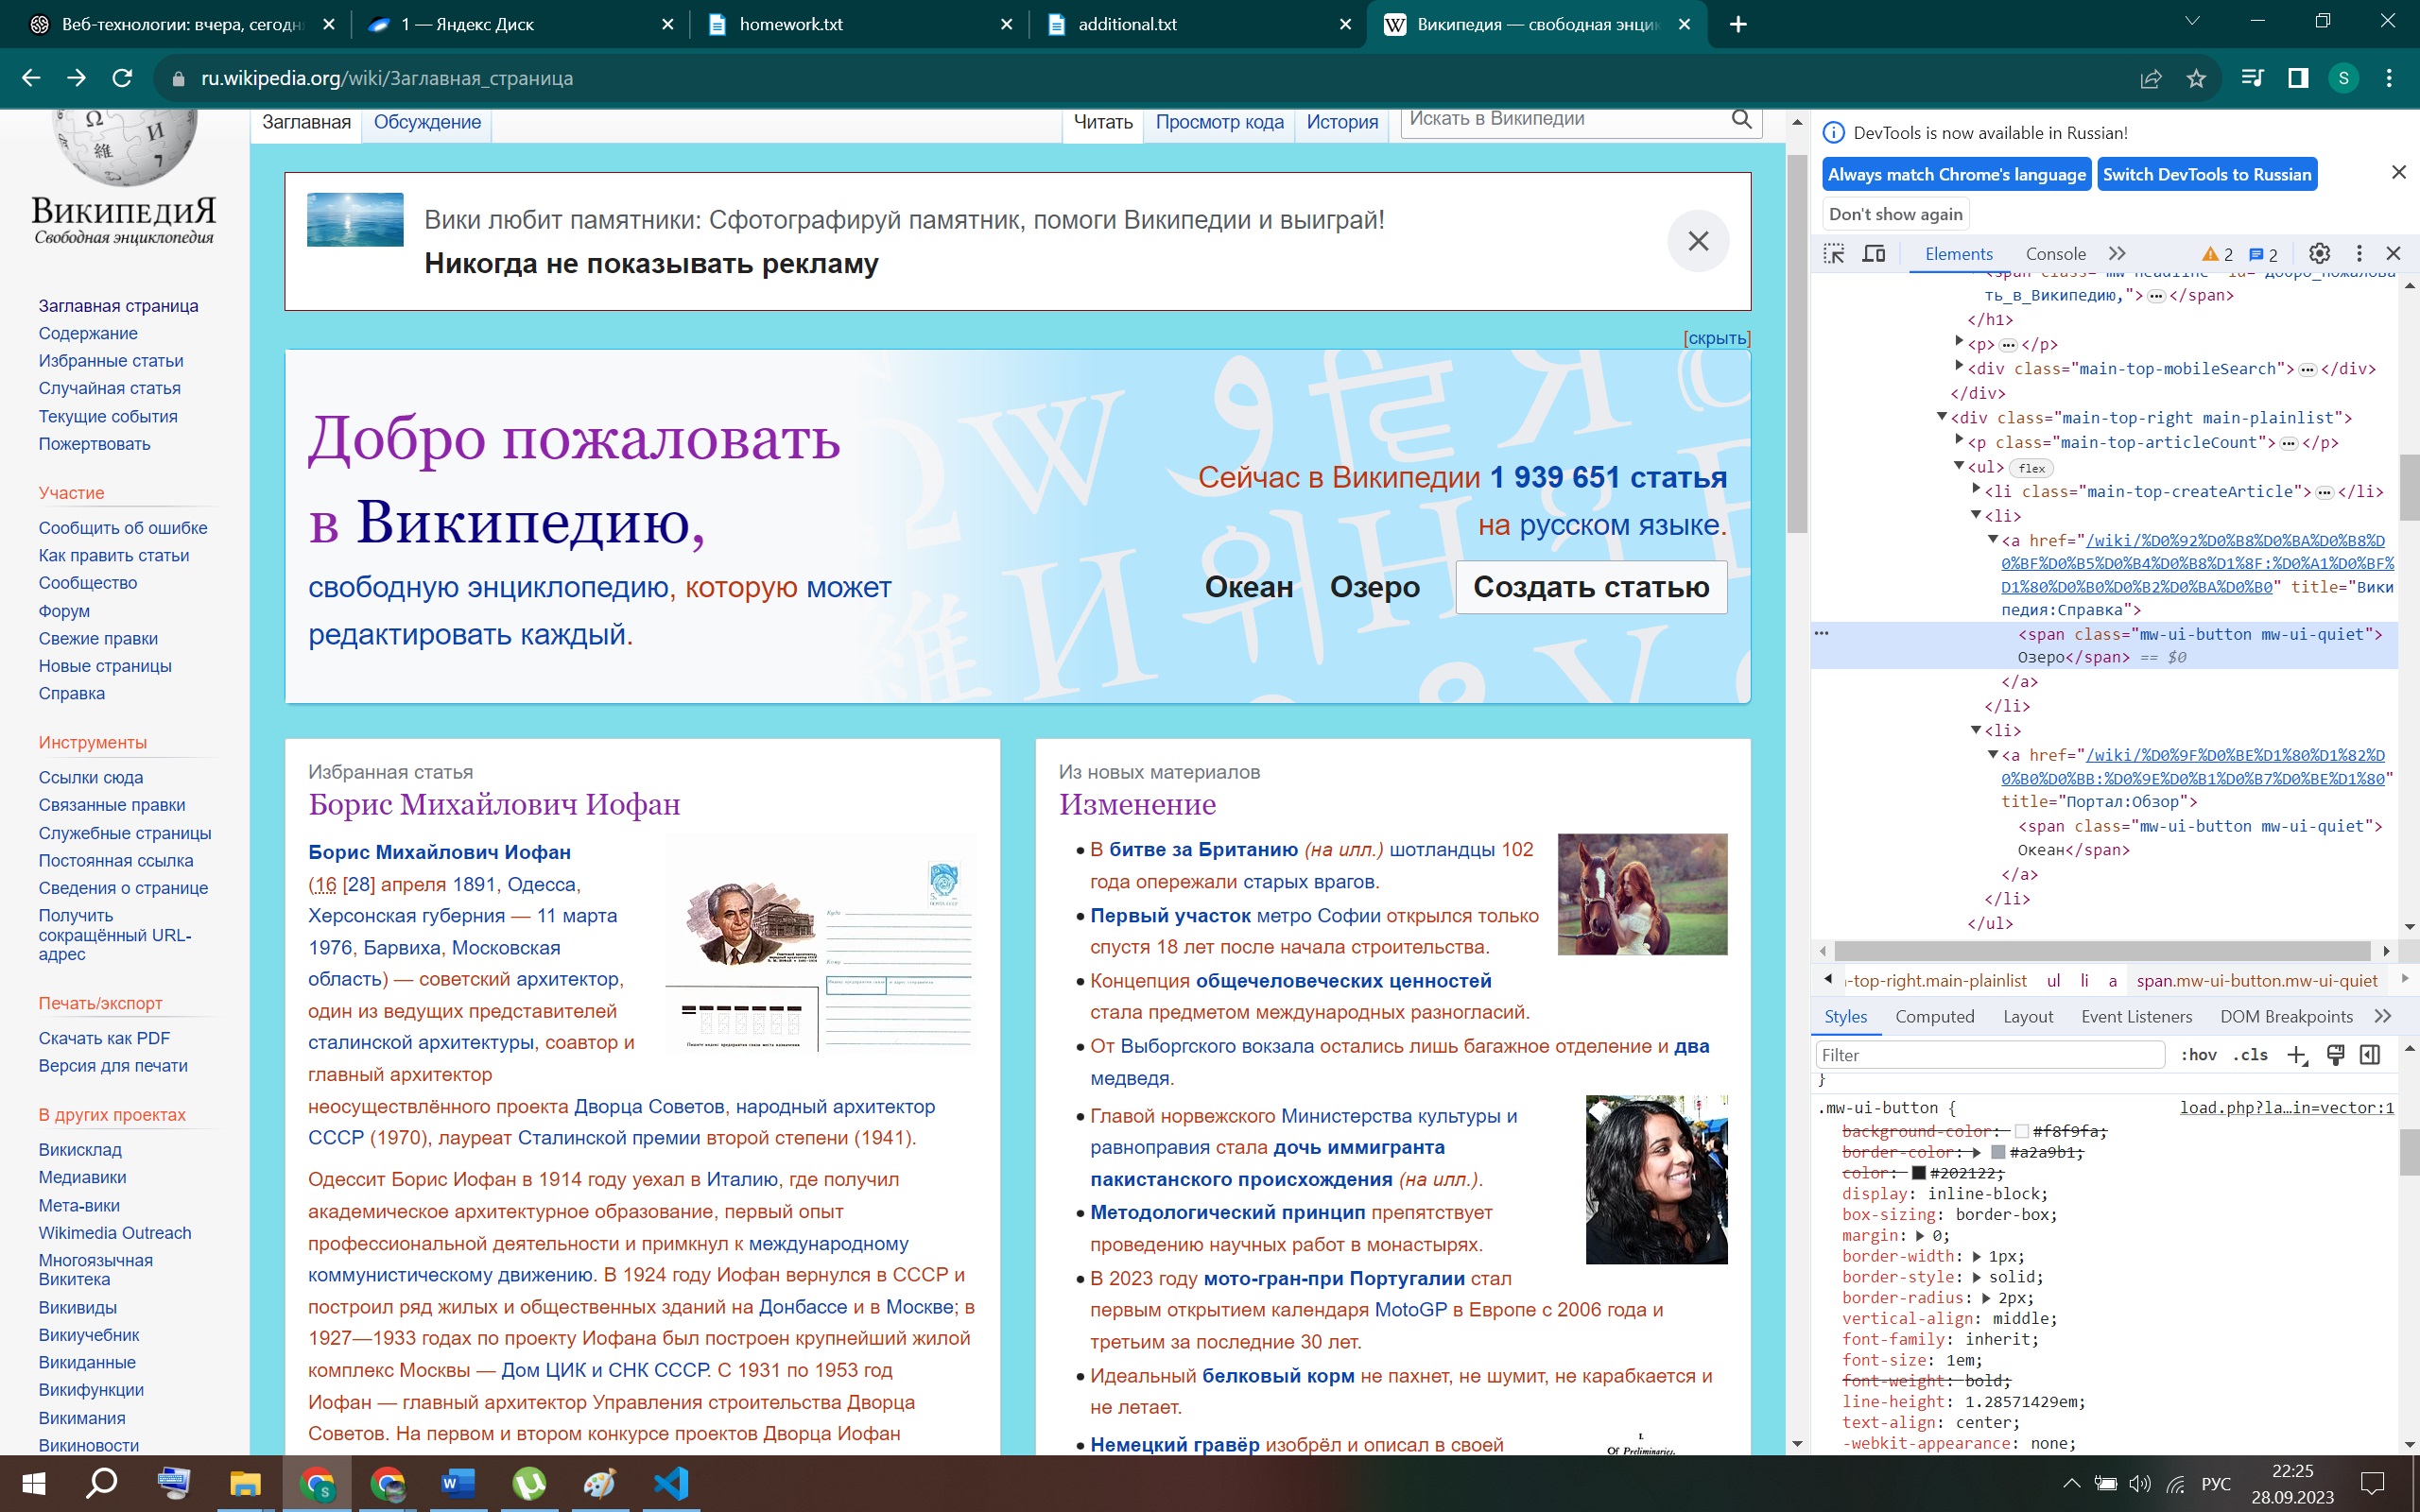 Веб-технологии: вчера, сегодн
1 — Яндекс Диск
homework.txt
additional.txt
Википедия — свободная энци
ru.wikipedia.org/wiki/Заглавная_страница
S
ВикипедиЯ
Свободная энциклопедия
Заглавная страница
Содержание
Избранные статьи
Случайная статья
Текущие события
Пожертвовать
Участие
Сообщить об ошибке
Как править статьи
Сообщество
Форум
Свежие правки
Новые страницы
Справка
Инструменты
Ссылки сюда
Связанные правки
Служебные страницы
Постоянная ссылка
Сведения о странице
Получить
сокращённый URL-
адрес
Печать/экспорт
Скачать как PDF
Версия для печати
В других проектах
Викисклад
Медиавики
Мета-вики
Wikimedia Outreach
Многоязычная
Викитека
Викивиды
Викиучебник
Викиданные
Викифункции
Викимания
Викиновости
Заглавная Обсуждение
Читать Просмотр кода История
Искать в Википедии
Вики любит памятники: Сфотографируй памятник, помоги Википедии и выиграй!
Никогда не показывать рекламу
[скрыть]
Добро пожаловать
в Википедию,
свободную энциклопедию, которую может
редактировать каждый.
Сейчас в Википедии 1 939 651 статья
на русском языке.
Океан Озеро Создать статью
Избранная статья
Борис Михайлович Иофан
Борис Михайлович Иофан
(16 [28] апреля 1891, Одесса,
Херсонская губерния — 11 марта
1976, Барвиха, Московская
область) — советский архитектор,
один из ведущих представителей
сталинской архитектуры, соавтор и
главный архитектор
неосуществлённого проекта Дворца Советов, народный архитектор
СССР (1970), лауреат Сталинской премии второй степени (1941).
Одессит Борис Иофан в 1914 году уехал в Италию, где получил
академическое архитектурное образование, первый опыт
профессиональной деятельности и примкнул к международному
коммунистическому движению. В 1924 году Иофан вернулся в СССР и
построил ряд жилых и общественных зданий на Донбассе и в Москве; в
1927—1933 годах по проекту Иофана был построен крупнейший жилой
комплекс Москвы — Дом ЦИК и СНК СССР. С 1931 по 1953 год
Иофан — главный архитектор Управления строительства Дворца
Советов. На первом и втором конкурсе проектов Дворца Иофан
Из новых материалов
Изменение
• В битве за Британию (на илл.) шотландцы 102
года опережали старых врагов.
• Первый участок метро Софии открылся только
спустя 18 лет после начала строительства.
• Концепция общечеловеческих ценностей
стала предметом международных разногласий.
• От Выборгского вокзала остались лишь багажное отделение и два
медведя.
• Главой норвежского Министерства культуры и
равноправия стала дочь иммигранта
пакистанского происхождения (на илл.).
• Методологический принцип препятствует
проведению научных работ в монастырях.
• В 2023 году мото-гран-при Португалии стал
первым открытием календаря MotoGP в Европе с 2006 года и
третьим за последние 30 лет.
• Идеальный белковый корм не пахнет, не шумит, не карабкается и
не летает.
• Немецкий гравёр изобрёл и описал в своей
Of Preliminaries.
DevTools is now available in Russian!
Always match Chrome's language Switch DevTools to Russian
Don't show again
Elements Console 2 2
<span class="mw-headline" id="Добро_пожалова
ть_в_Википедию,">…</span>
</h1>
<p>…</p>
<div class="main-top-mobileSearch">…</div>
</div>
<div class="main-top-right main-plainlist">
<p class="main-top-articleCount">…</p>
<ul> flex
<li class="main-top-createArticle">…</li>
<li>
<a href="/wiki/%D0%92%D0%B8%D0%BA%D0%B8%D
0%BF%D0%B5%D0%B4%D0%B8%D1%8F:%D0%A1%D0%BF%
D1%80%D0%B0%D0%B2%D0%BA%D0%B0" title="Вики
педия:Справка">
<span class="mw-ui-button mw-ui-quiet">
Озеро</span> == $0
</a>
</li>
<li>
<a href="/wiki/%D0%9F%D0%BE%D1%80%D1%82%D
0%B0%D0%BB:%D0%9E%D0%B1%D0%B7%D0%BE%D1%80"
title="Портал:Обзор">
<span class="mw-ui-button mw-ui-quiet">
Океан</span>
</a>
</li>
</ul>
-top-right.main-plainlist ul li a span.mw-ui-button.mw-ui-quiet
Styles Computed Layout Event Listeners DOM Breakpoints
Filter :hov .cls
}
.mw-ui-button { load.php?la…in=vector:1
background-color: #f8f9fa;
border-color: #a2a9b1;
color: #202122;
display: inline-block;
box-sizing: border-box;
margin: 0;
border-width: 1px;
border-style: solid;
border-radius: 2px;
vertical-align: middle;
font-family: inherit;
font-size: 1em;
font-weight: bold;
line-height: 1.28571429em;
text-align: center;
-webkit-appearance: none;
РУС
22:25
28.09.2023